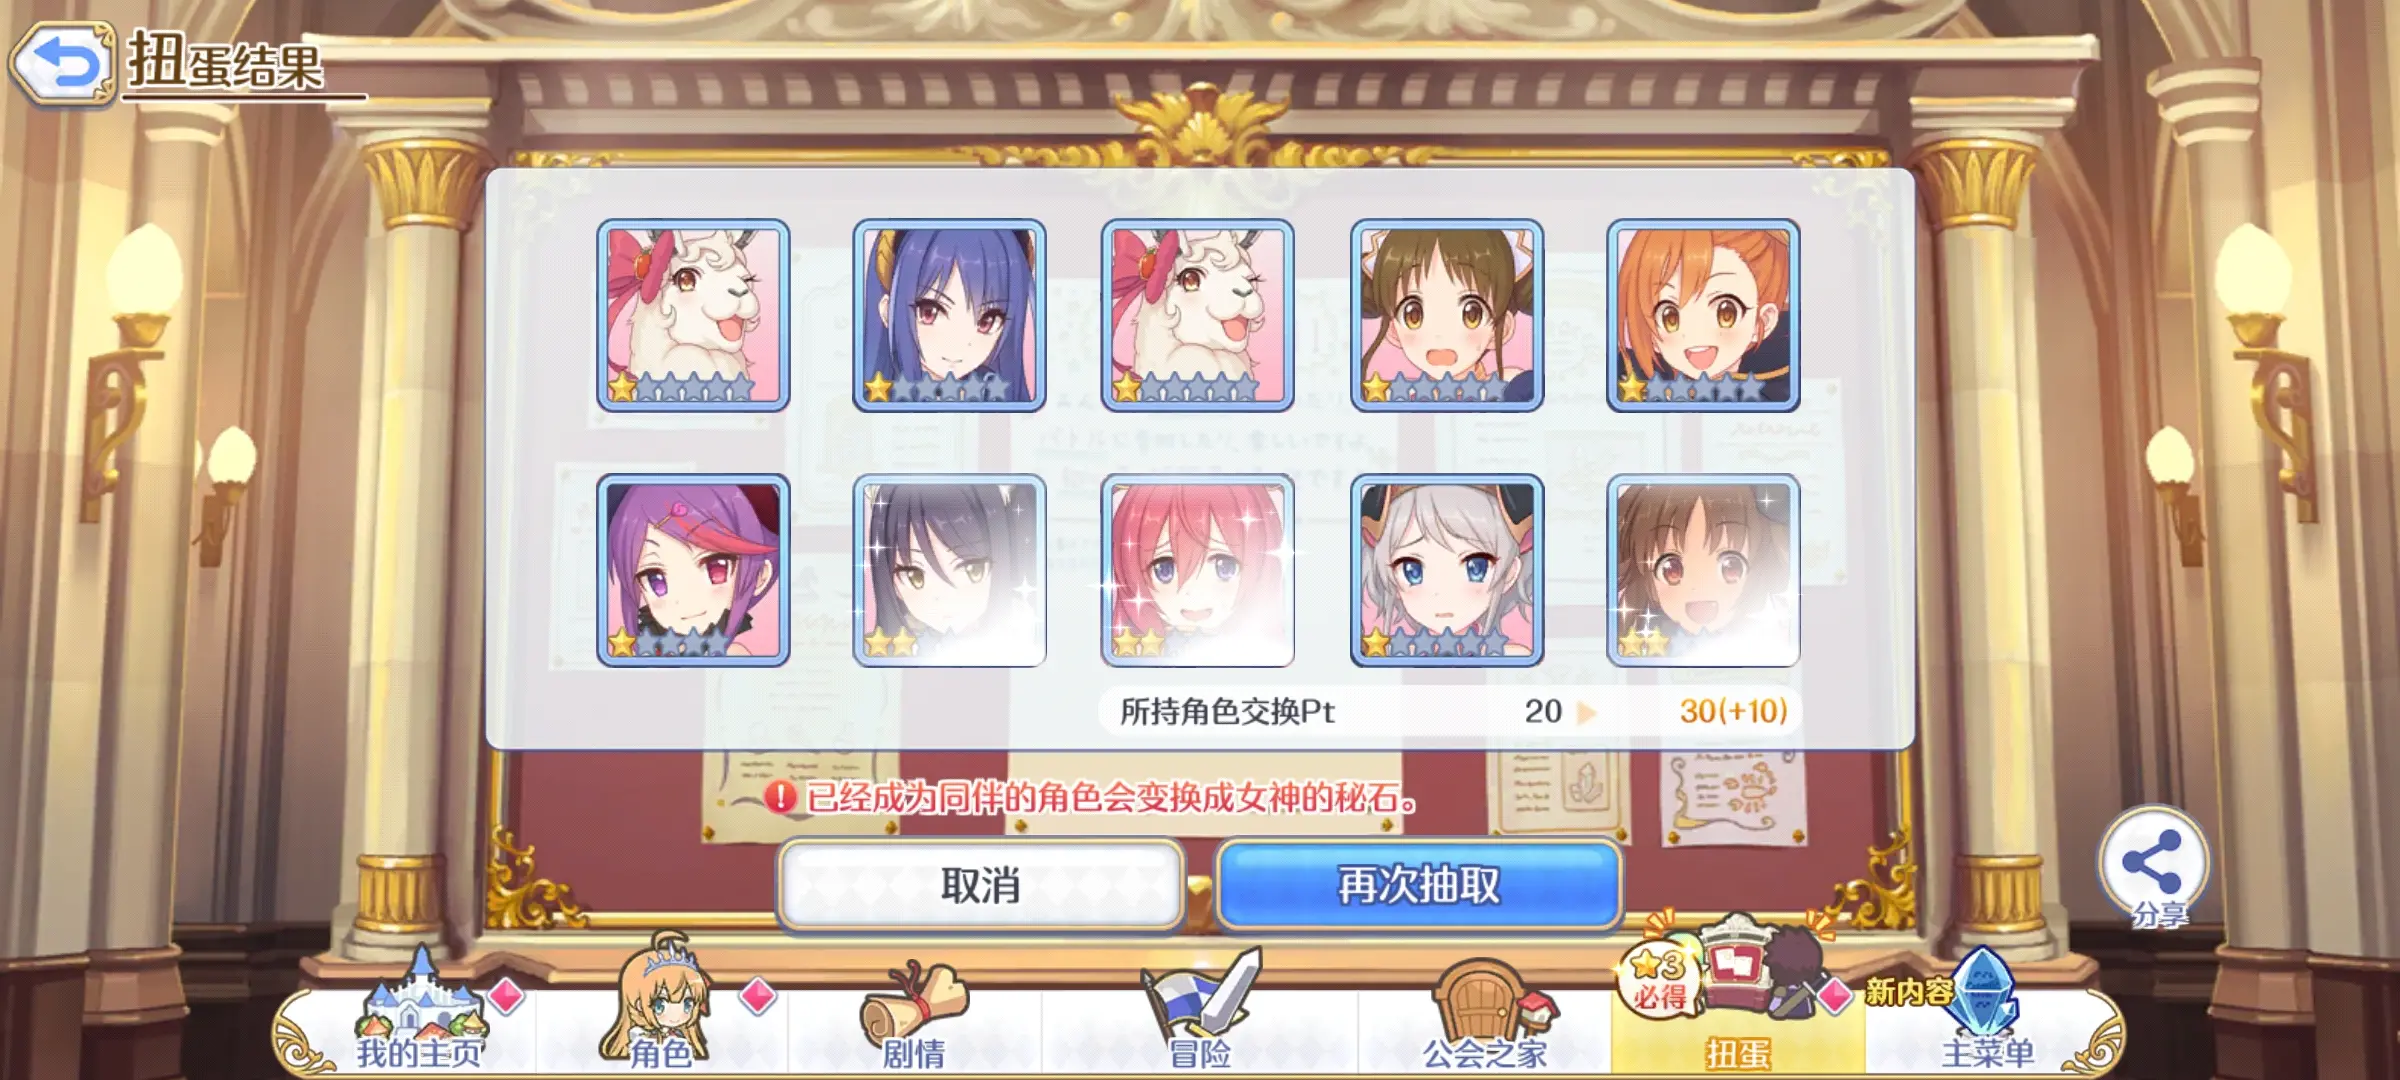 扭蛋结果
所持角色交换Pt 20 30(+10)
已经成为同伴的角色会变换成女神的秘石。
取消
再次抽取
分享
3
必得
新内容
我的主页
角色
剧情
冒险
公会之家
扭蛋
主菜单